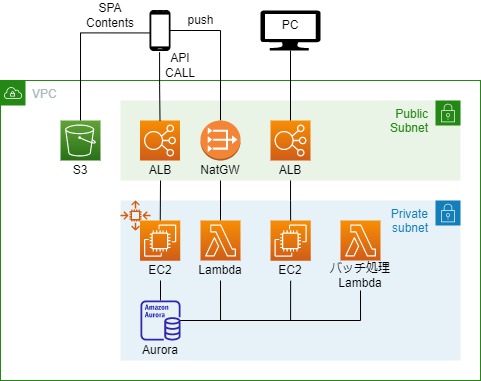 SPA
Contents
push
PC
API
CALL
VPC
Public
Subnet
S3
ALB
NatGW
ALB
Private
subnet
EC2
Lambda
EC2
バッチ処理
Lambda
Amazon
Aurora
Aurora